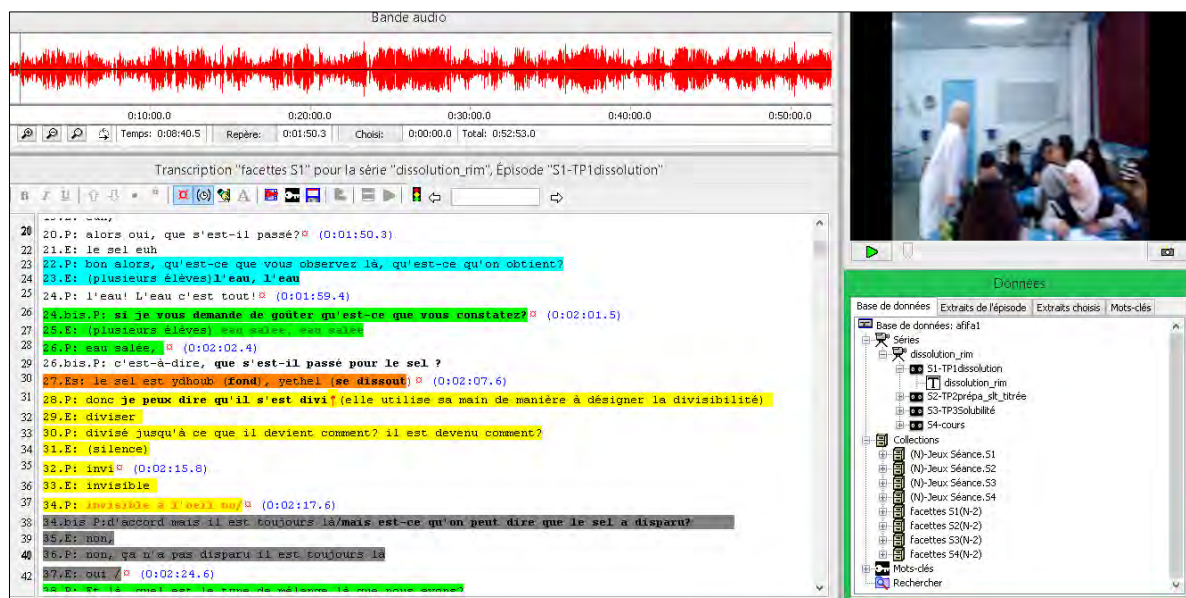 Bande audio
0:10:00.0 0:20:00.0 0:30:00.0 0:40:00.0 0:50:00.0
Temps: 0:08:40.5 Repère: 0:01:50.3 Choisi: 0:00:00.0 Total: 0:52:53.0
Transcription "facettes S1" pour la série "dissolution_rim", Épisode "S1-TP1dissolution"
B I U A
20 20.P: alors oui, que s'est-il passé?¤ (0:01:50.3)
22 21.E: le sel euh
23 22.P: bon alors, qu'est-ce que vous observez là, qu'est-ce qu'on obtient?
24 23.E: (plusieurs élèves)l'eau, l'eau
25 24.P: l'eau! L'eau c'est tout!¤ (0:01:59.4)
26 24.bis.P: si je vous demande de goûter qu'est-ce que vous constatez?¤ (0:02:01.5)
27 25.E: (plusieurs élèves) eau salée, eau salée
28 26.P: eau salée, ¤ (0:02:02.4)
29 26.bis.P: c'est-à-dire, que s'est-il passé pour le sel ?
30 27.Es: le sel est ydhoub (fond), yethel (se dissout)¤ (0:02:07.6)
31 28.P: donc je peux dire qu'il s'est divi↑(elle utilise sa main de manière à désigner la divisibilité)
32 29.E: diviser
33 30.P: divisé jusqu'à ce que il devient comment? il est devenu comment?
34 31.E: (silence)
35 32.P: invi¤ (0:02:15.8)
36 33.E: invisible
37 34.P: invisible à l'oeil nu/¤ (0:02:17.6)
38 34.bis P:d'accord mais il est toujours là/mais est-ce qu'on peut dire que le sel a disparu?
39 35.E: non,
40 36.P: non, ça n'a pas disparu il est toujours là
42 37.E: oui /¤ (0:02:24.6)
38.P: Et là, quel est le type de mélange là que nous avons?
Données
Base de données Extraits de l'épisode Extraits choisis Mots-clés
Base de données: afifa1
Séries
dissolution_rim
S1-TP1dissolution
dissolution_rim
S2-TP2prépa_slt_titrée
S3-TP3Solubilité
S4-cours
Collections
(N)-Jeux Séance.S1
(N)-Jeux Séance.S2
(N)-Jeux Séance.S3
(N)-Jeux Séance.S4
facettes S1(N-2)
facettes S2(N-2)
facettes S3(N-2)
facettes S4(N-2)
Mots-clés
Rechercher